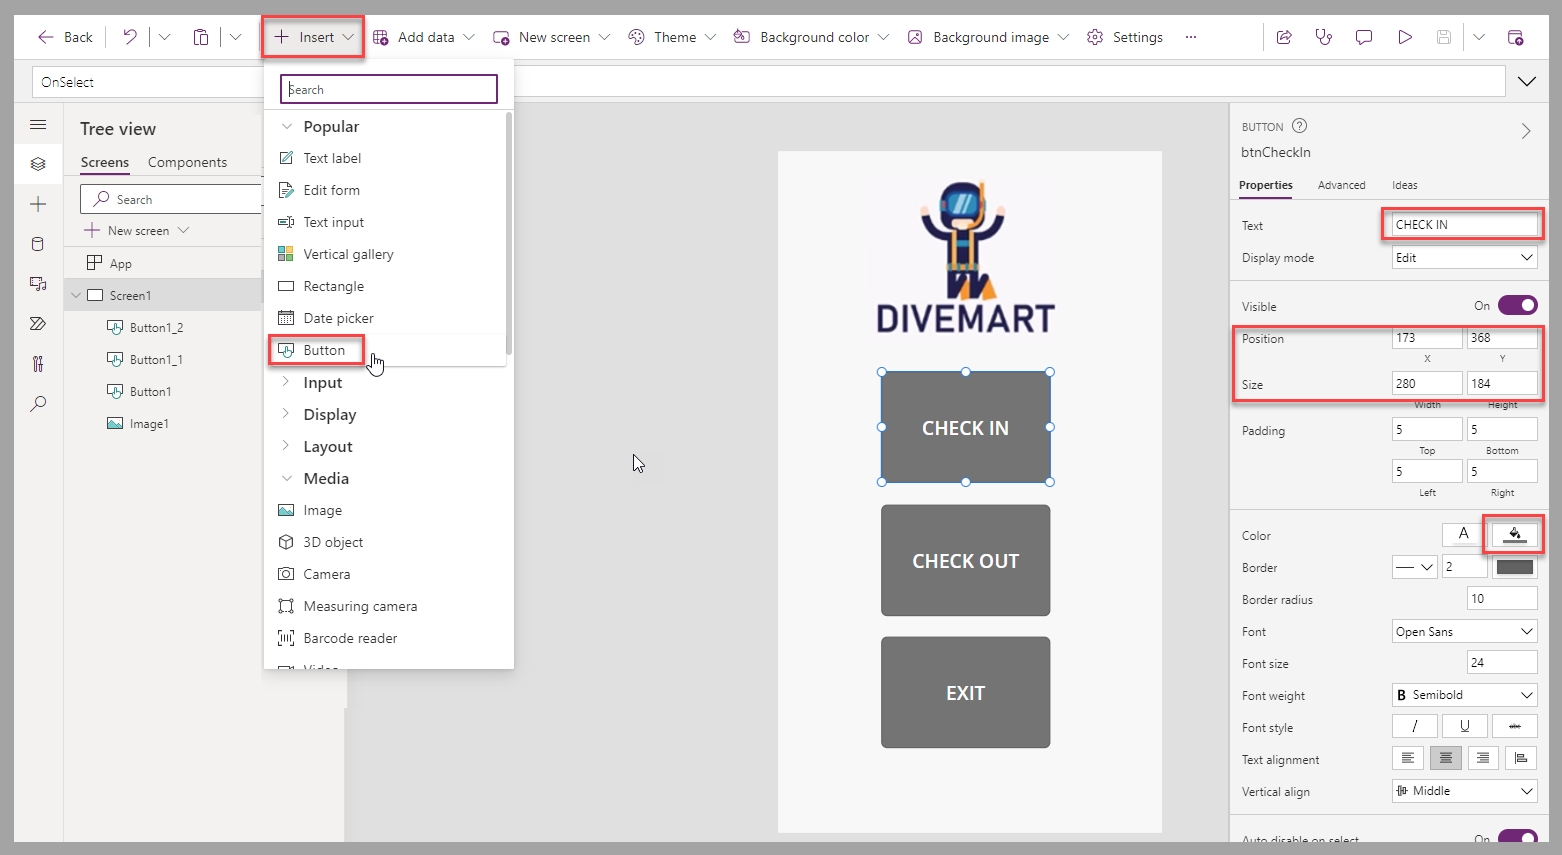 Back
Insert
Add data
New screen
Theme
Background color
Background image
Settings
OnSelect
Tree view
Screens
Components
Search
New screen
App
Screen1
Button1_2
Button1_1
Button1
Image1
Search
Popular
Text label
Edit form
Text input
Vertical gallery
Rectangle
Date picker
Button
Input
Display
Layout
Media
Image
3D object
Camera
Measuring camera
Barcode reader
Video
DIVEMART
CHECK IN
CHECK OUT
EXIT
BUTTON
btnCheckIn
Properties
Advanced
Ideas
Text
CHECK IN
Display mode
Edit
Visible
On
Position
173
368
X
Y
Size
280
184
Width
Height
Padding
5
5
Top
Bottom
5
5
Left
Right
Color
A
Border
2
Border radius
10
Font
Open Sans
Font size
24
Font weight
B Semibold
Font style
/
U
abc
Text alignment
Vertical align
Middle
Auto disable on select
On